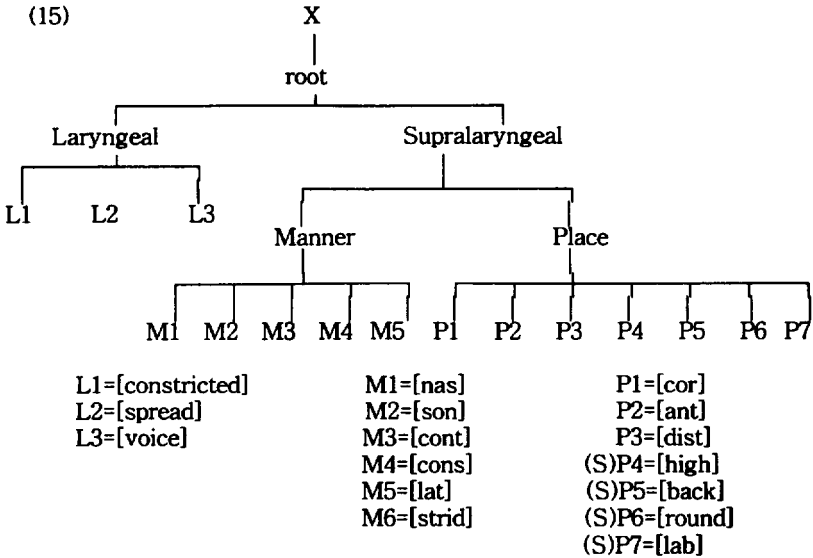 (15) X
root
Laryngeal Supralaryngeal
L1 L2 L3
Manner Place
M1 M2 M3 M4 M5 P1 P2 P3 P4 P5 P6 P7
L1=[constricted] M1=[nas] P1=[cor]
L2=[spread] M2=[son] P2=[ant]
L3=[voice] M3=[cont] P3=[dist]
M4=[cons] (S)P4=[high]
M5=[lat] (S)P5=[back]
M6=[strid] (S)P6=[round]
(S)P7=[lab]